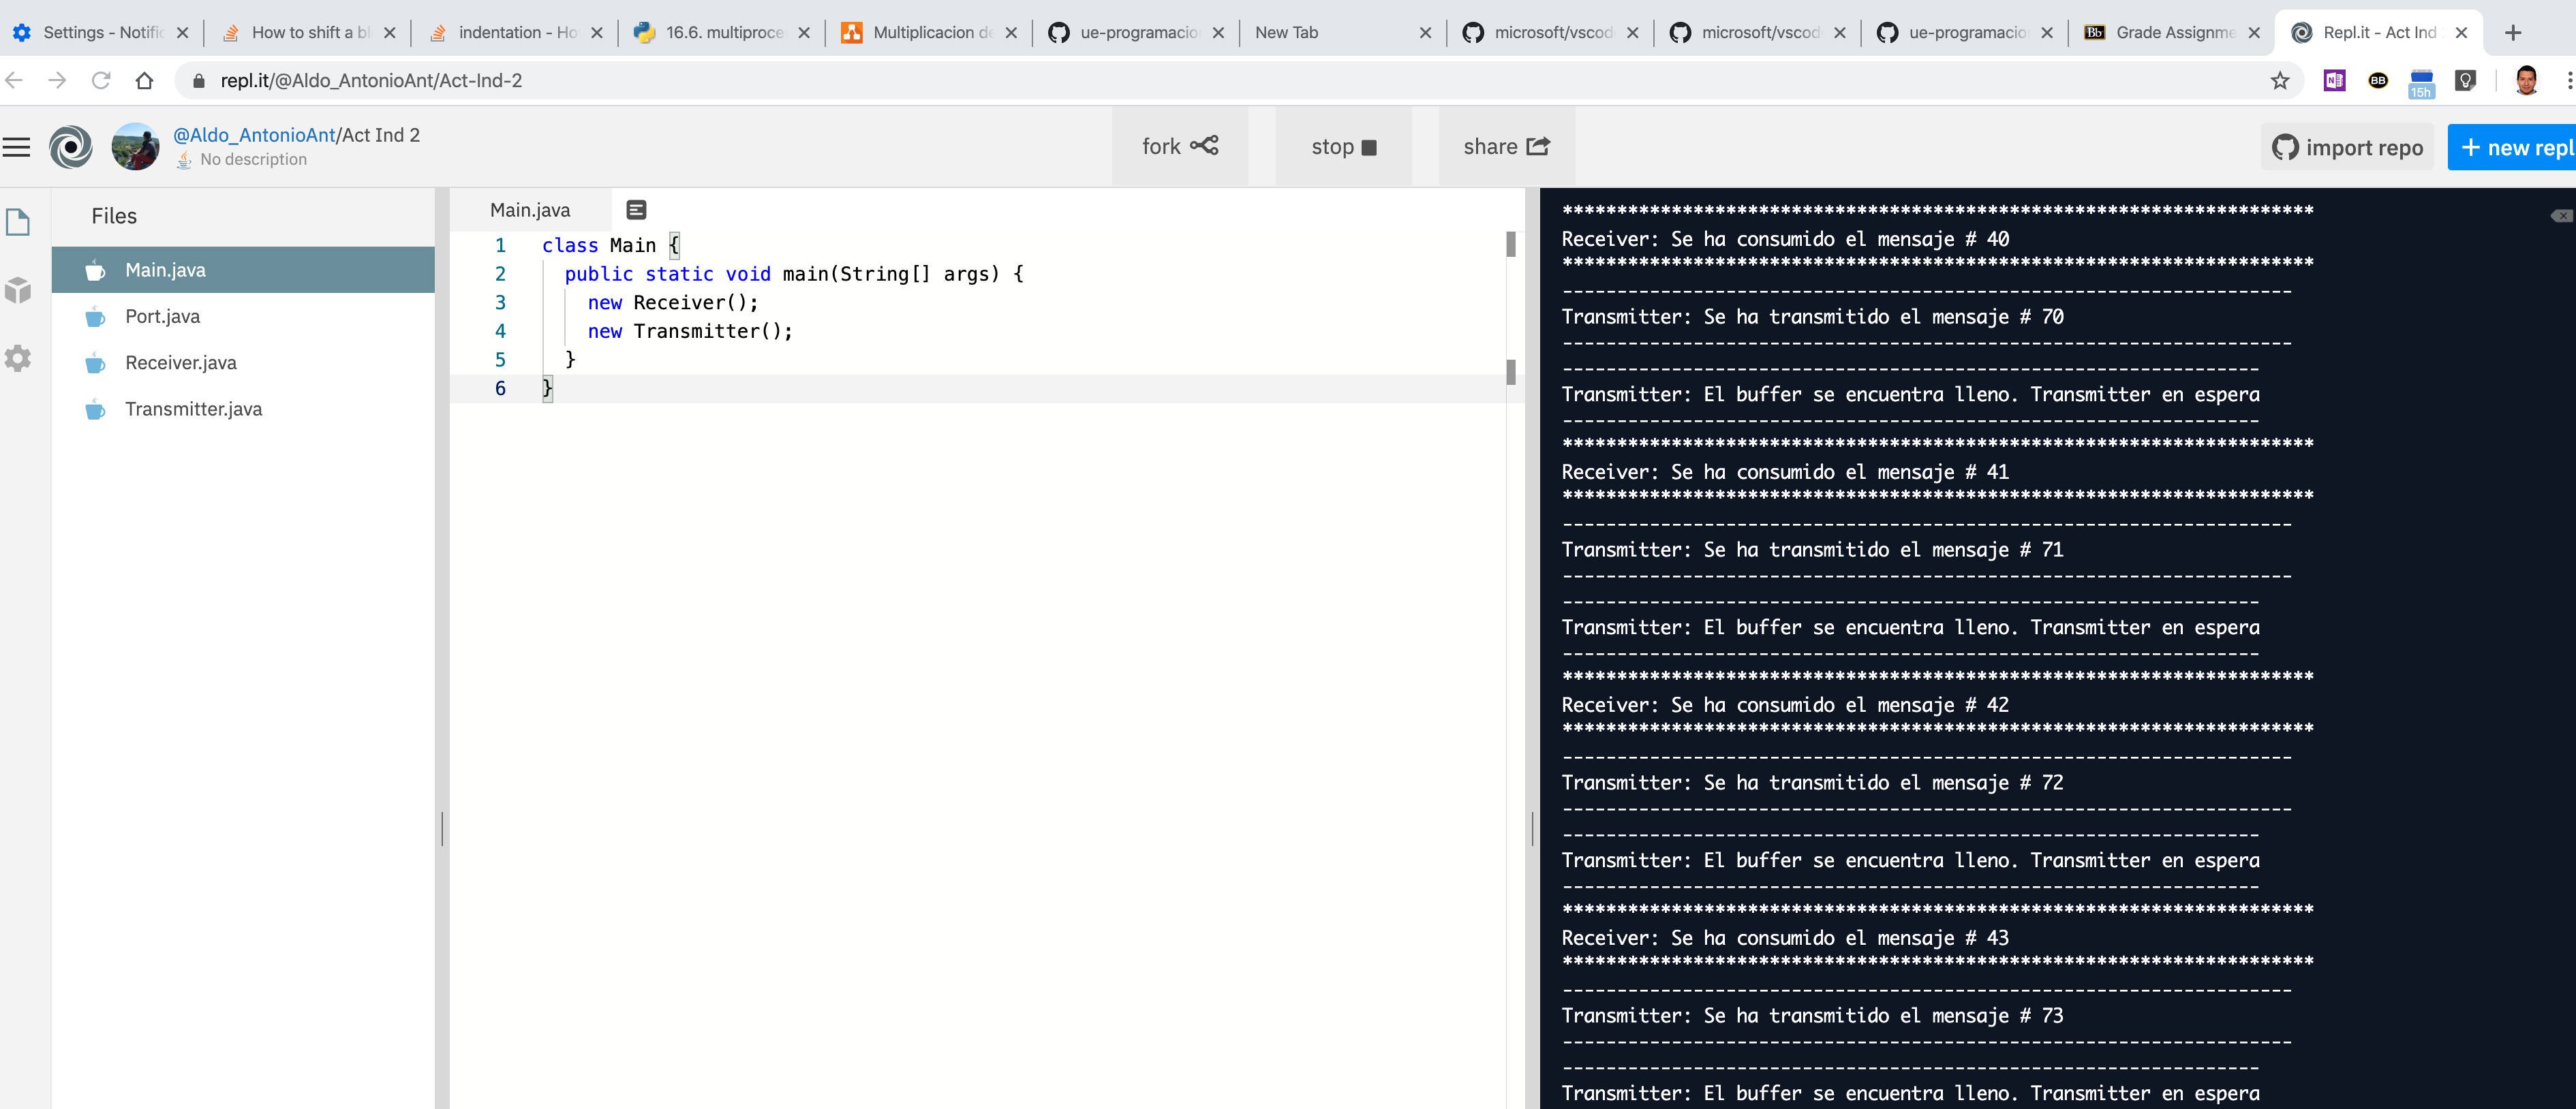 Settings - Notific
How to shift a bl
indentation - Ho
16.6. multiproce
Multiplicacion de
ue-programacio
New Tab
microsoft/vscod
microsoft/vscod
ue-programacio
Bb Grade Assignme
Repl.it - Act Ind
repl.it/@Aldo_AntonioAnt/Act-Ind-2
N
BB
15h
@Aldo_AntonioAnt/Act Ind 2
No description
fork
stop
share
import repo
+ new repl
Files
Main.java
Port.java
Receiver.java
Transmitter.java
Main.java
1 class Main {
2 public static void main(String[] args) {
3 new Receiver();
4 new Transmitter();
5 }
6 }
*********************************************************************
Receiver: Se ha consumido el mensaje # 40
*********************************************************************
-------------------------------------------------------------------
Transmitter: Se ha transmitido el mensaje # 70
-------------------------------------------------------------------
----------------------------------------------------------------
Transmitter: El buffer se encuentra lleno. Transmitter en espera
----------------------------------------------------------------
*********************************************************************
Receiver: Se ha consumido el mensaje # 41
*********************************************************************
-------------------------------------------------------------------
Transmitter: Se ha transmitido el mensaje # 71
-------------------------------------------------------------------
----------------------------------------------------------------
Transmitter: El buffer se encuentra lleno. Transmitter en espera
----------------------------------------------------------------
*********************************************************************
Receiver: Se ha consumido el mensaje # 42
*********************************************************************
-------------------------------------------------------------------
Transmitter: Se ha transmitido el mensaje # 72
-------------------------------------------------------------------
----------------------------------------------------------------
Transmitter: El buffer se encuentra lleno. Transmitter en espera
----------------------------------------------------------------
*********************************************************************
Receiver: Se ha consumido el mensaje # 43
*********************************************************************
-------------------------------------------------------------------
Transmitter: Se ha transmitido el mensaje # 73
-------------------------------------------------------------------
----------------------------------------------------------------
Transmitter: El buffer se encuentra lleno. Transmitter en espera